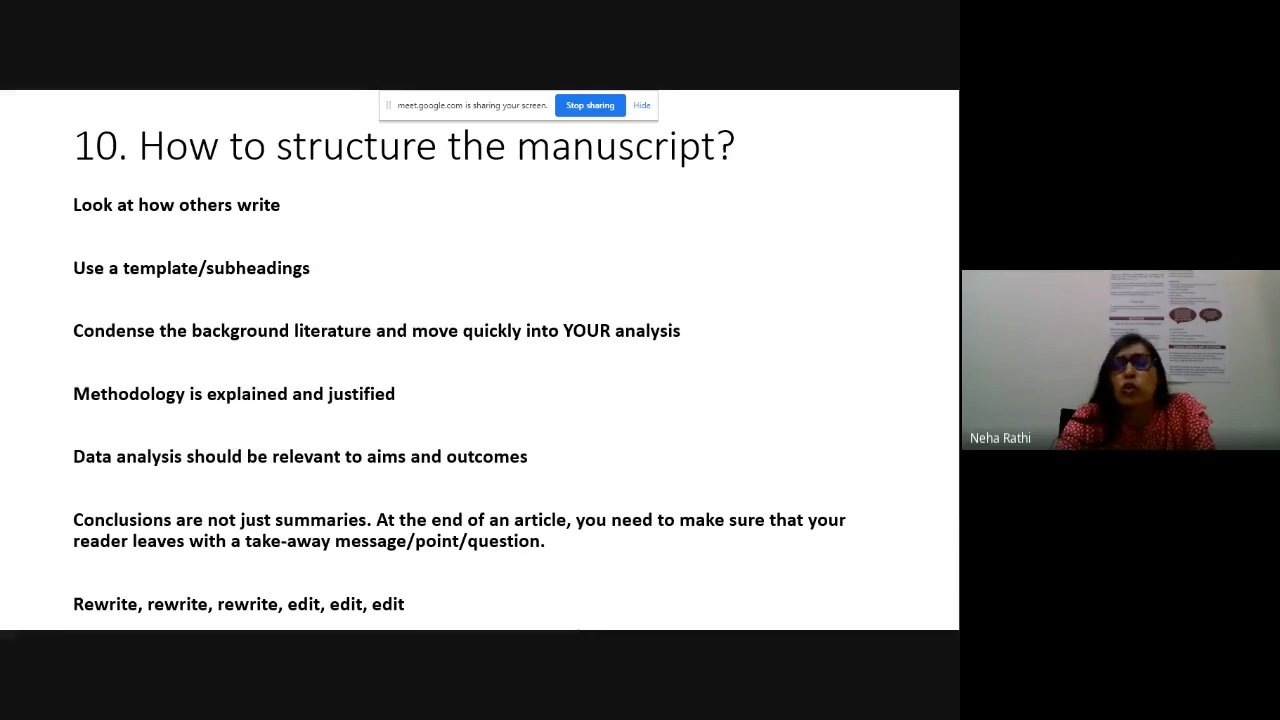 meet.google.com is sharing your screen.
Stop sharing
Hide
10. How to structure the manuscript?
Look at how others write
Use a template/subheadings
Condense the background literature and move quickly into YOUR analysis
Methodology is explained and justified
Data analysis should be relevant to aims and outcomes
Conclusions are not just summaries. At the end of an article, you need to make sure that your
reader leaves with a take-away message/point/question.
Rewrite, rewrite, rewrite, edit, edit, edit
Neha Rathi